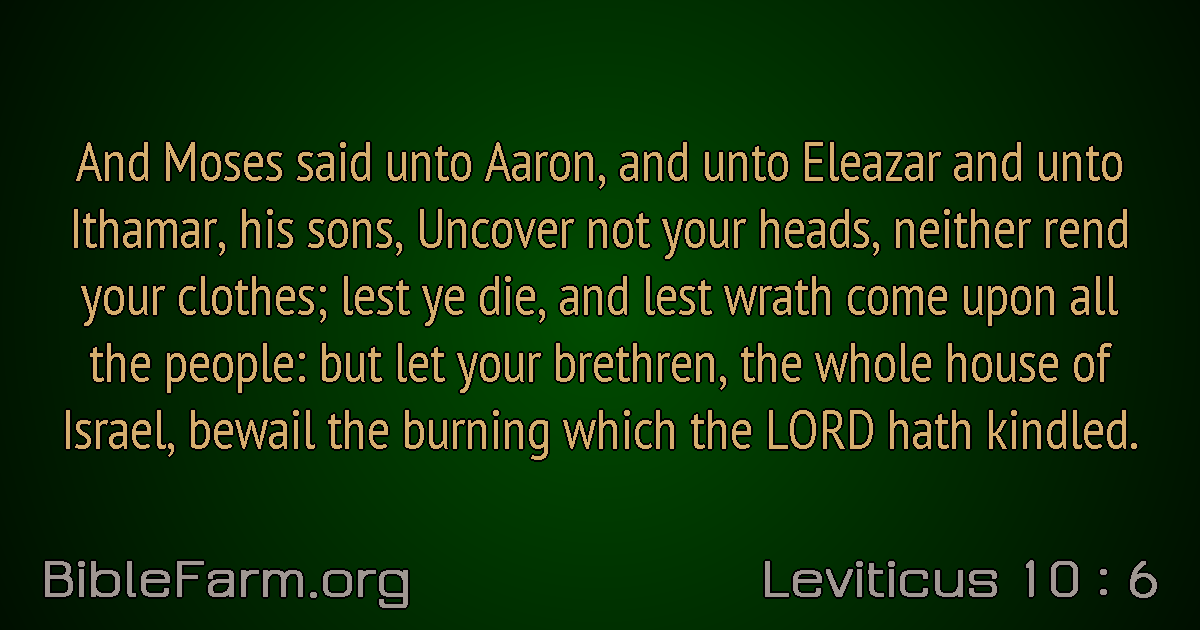 And Moses said unto Aaron, and unto Eleazar and unto
Ithamar, his sons, Uncover not your heads, neither rend
your clothes; lest ye die, and lest wrath come upon all
the people: but let your brethren, the whole house of
Israel, bewail the burning which the LORD hath kindled.
BibleFarm.org
Leviticus 10 : 6